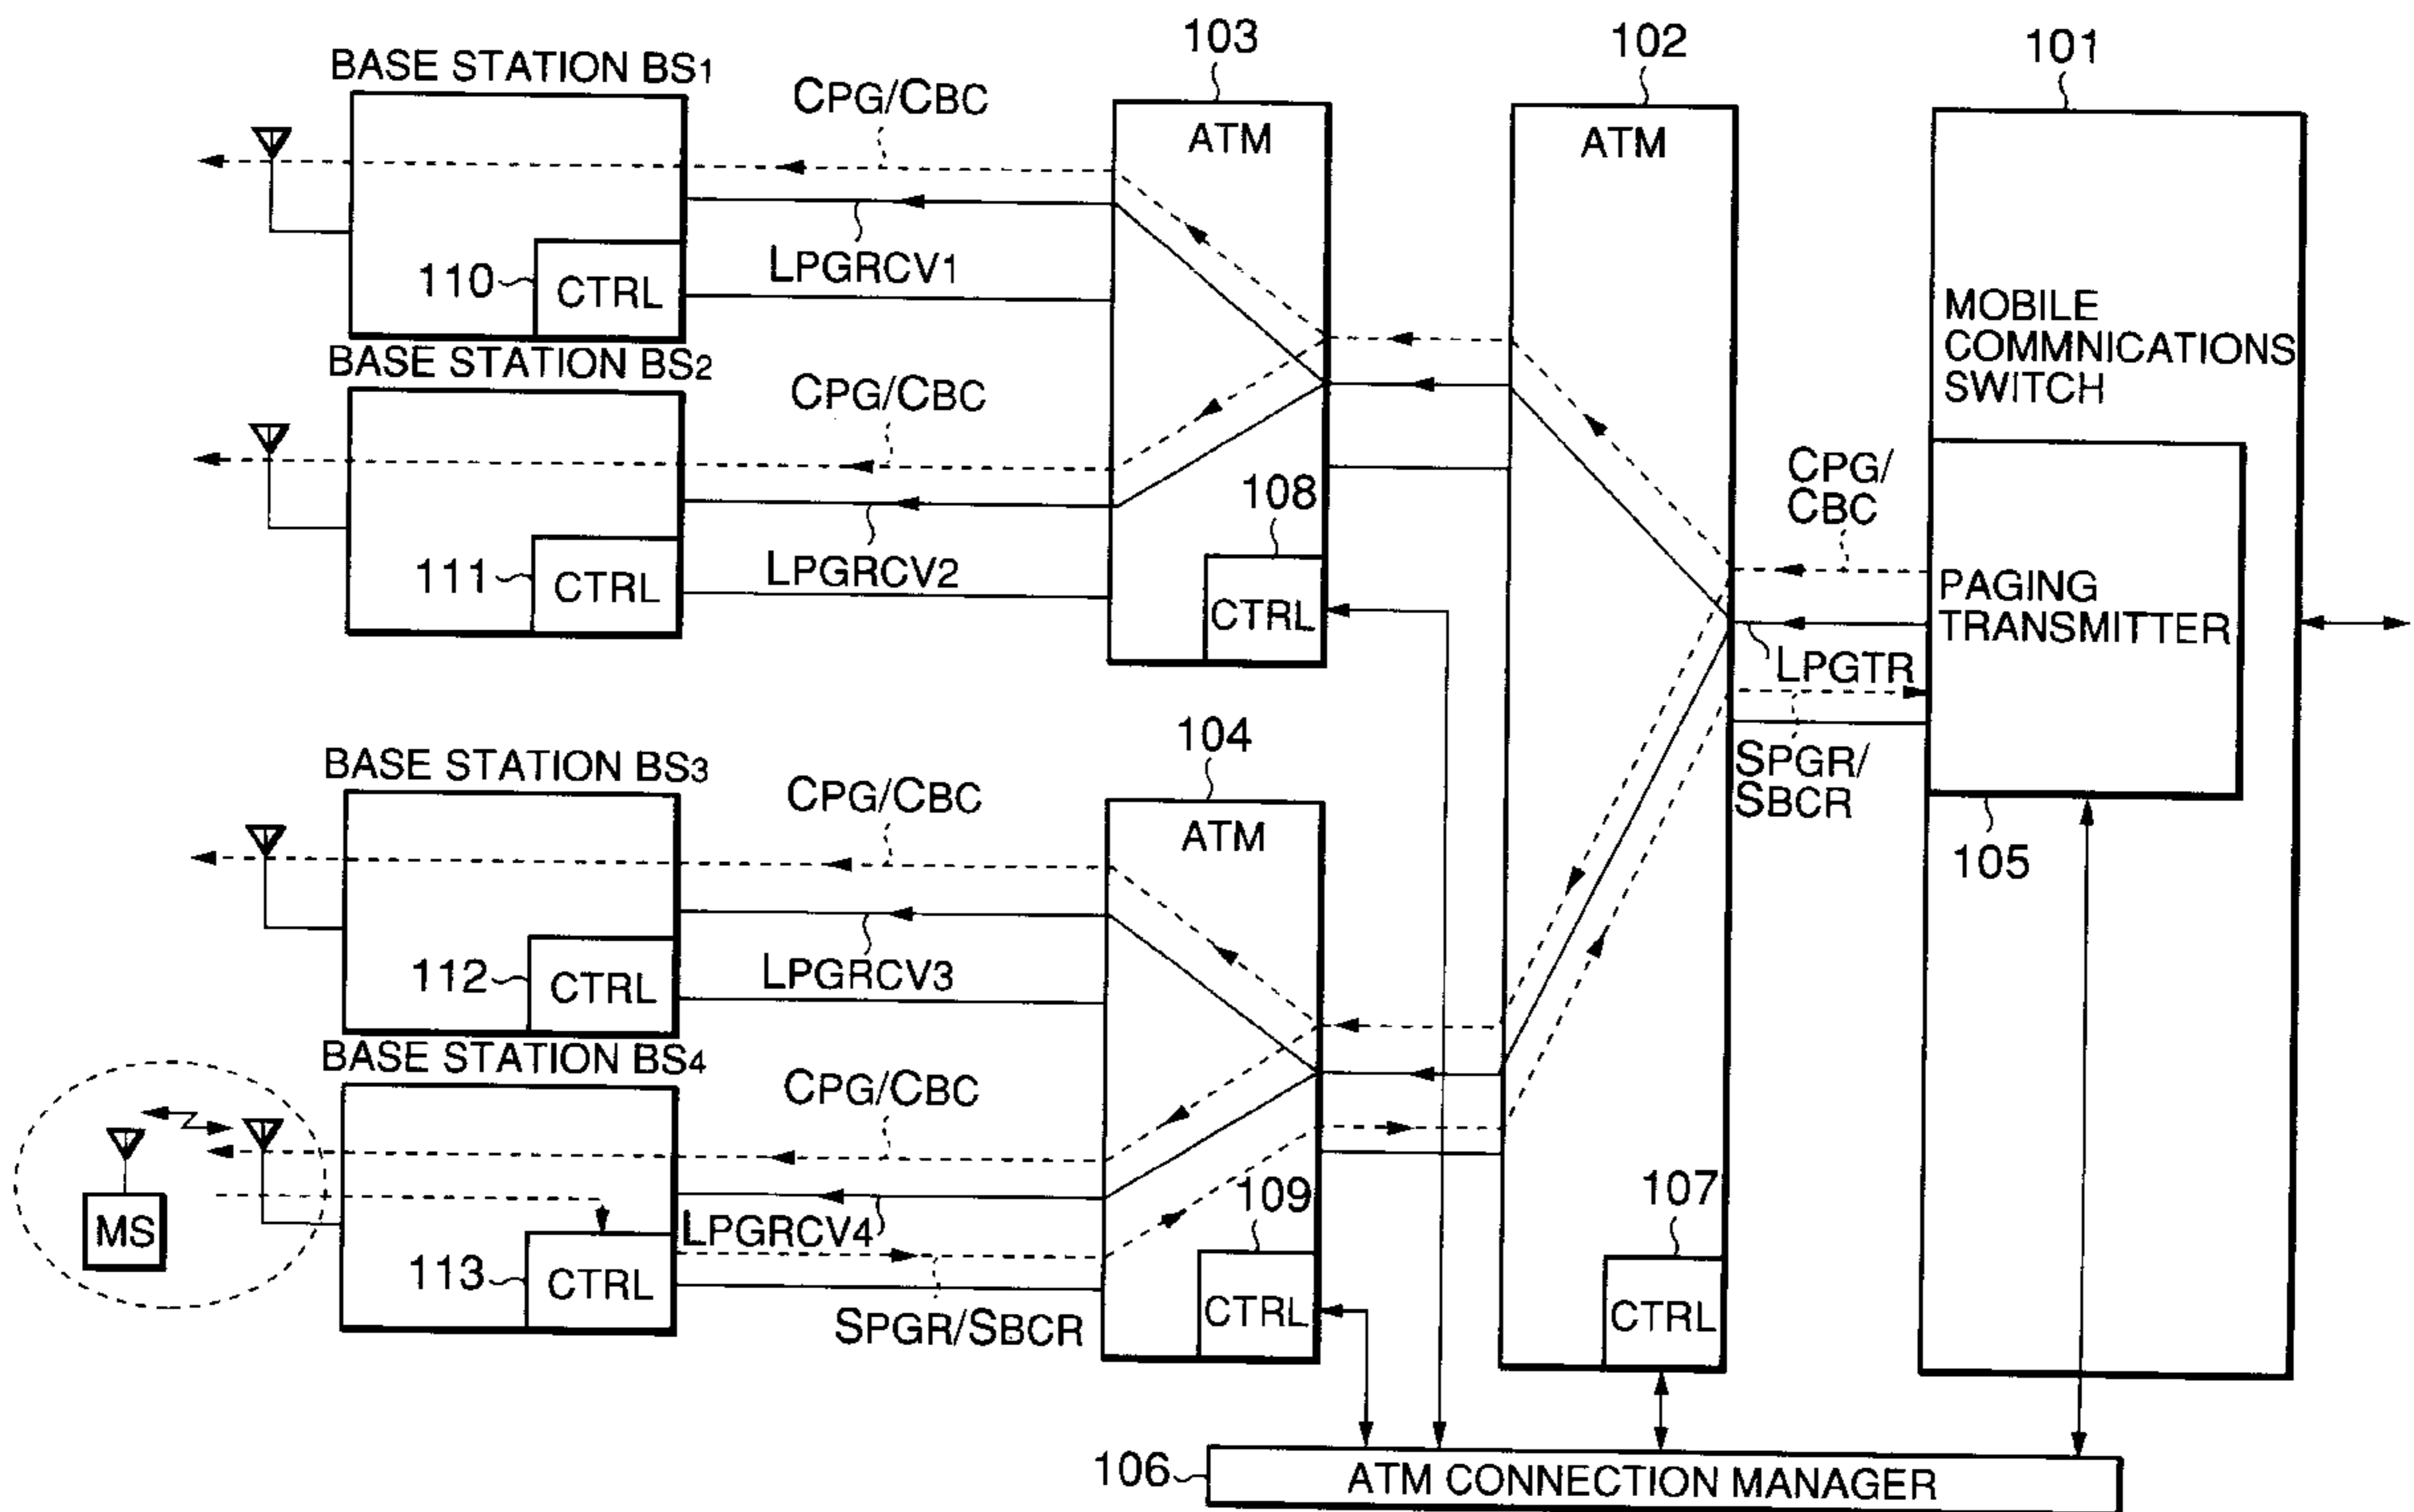 103
102
101
BASE STATION BS1
CPG/CBC
ATM
ATM
LPGRCV1
110
CTRL
MOBILE
COMMNICATIONS
SWITCH
BASE STATION BS2
CPG/CBC
CPG/
CBC
108
111
CTRL
LPGRCV2
CTRL
PAGING
TRANSMITTER
LPGTR
104
SPGR/
SBCR
BASE STATION BS3
CPG/CBC
ATM
105
112
CTRL
LPGRCV3
BASE STATION BS4
CPG/CBC
109
107
MS
LPGRCV4
113
CTRL
CTRL
CTRL
SPGR/SBCR
106
ATM CONNECTION MANAGER